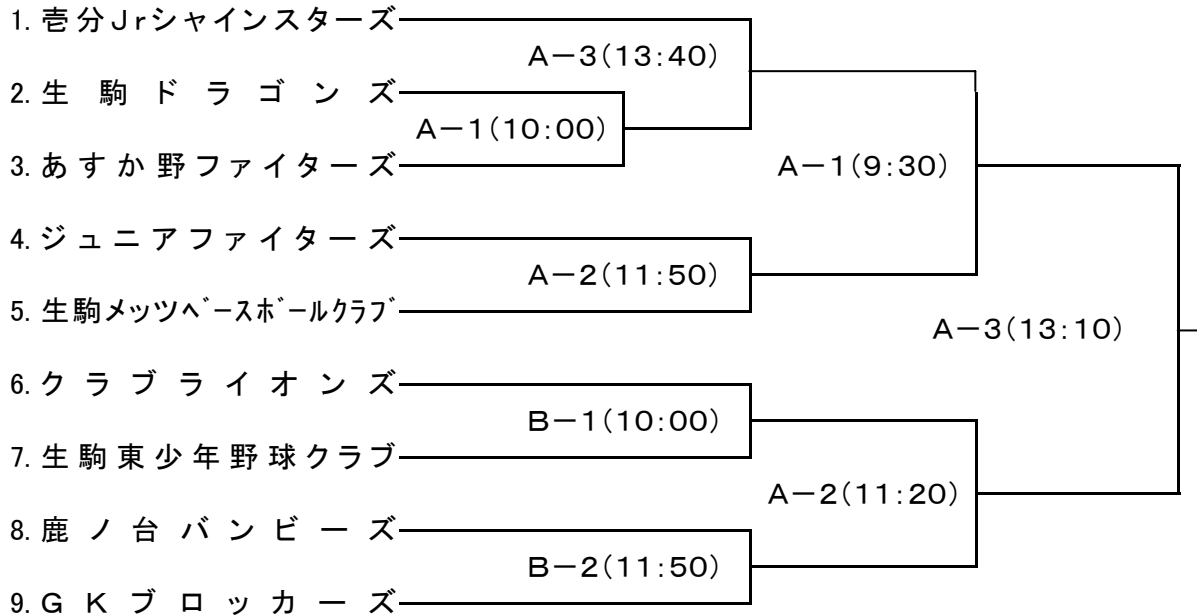 1. 壱分Jrシャインスターズ
A－3(13:40)
2. 生駒ドラゴンズ
A－1(10:00)
3. あすか野ファイターズ
A－1(9:30)
4. ジュニアファイターズ
A－2(11:50)
5. 生駒メッツベースボールクラブ
A－3(13:10)
6. クラブライオンズ
B－1(10:00)
7. 生駒東少年野球クラブ
A－2(11:20)
8. 鹿ノ台バンビーズ
B－2(11:50)
9. GKブロッカーズ